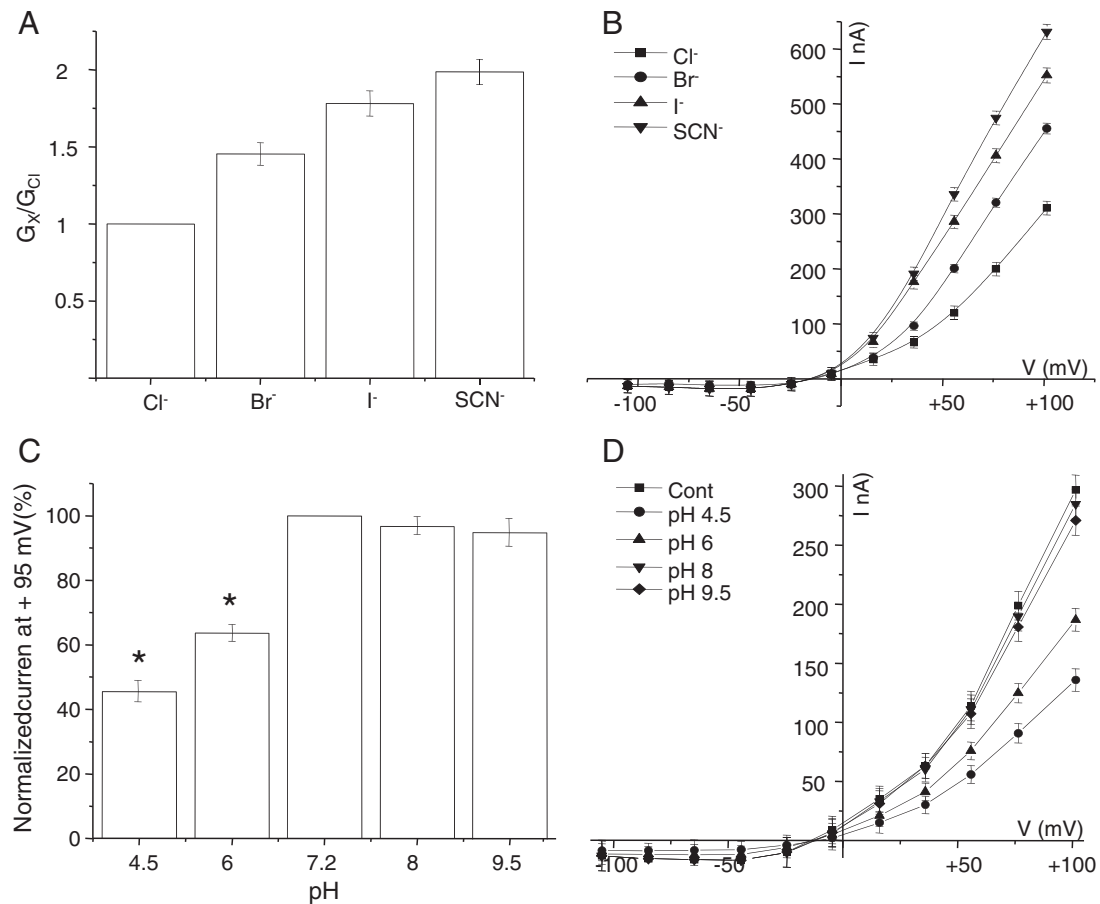 A
2
1.5
1
0.5
G_X/G_Cl
Cl⁻
Br⁻
I⁻
SCN⁻
B
Cl⁻
Br⁻
I⁻
SCN⁻
I nA)
600
500
400
300
200
100
V (mV)
-100
-50
+50
+100
C
Normalizedcurren at + 95 mV(%)
100
80
60
40
20
0
*
*
4.5
6
7.2
8
9.5
pH
D
Cont
pH 4.5
pH 6
pH 8
pH 9.5
I nA)
300
250
200
150
100
50
V (mV)
-100
-50
+50
+100